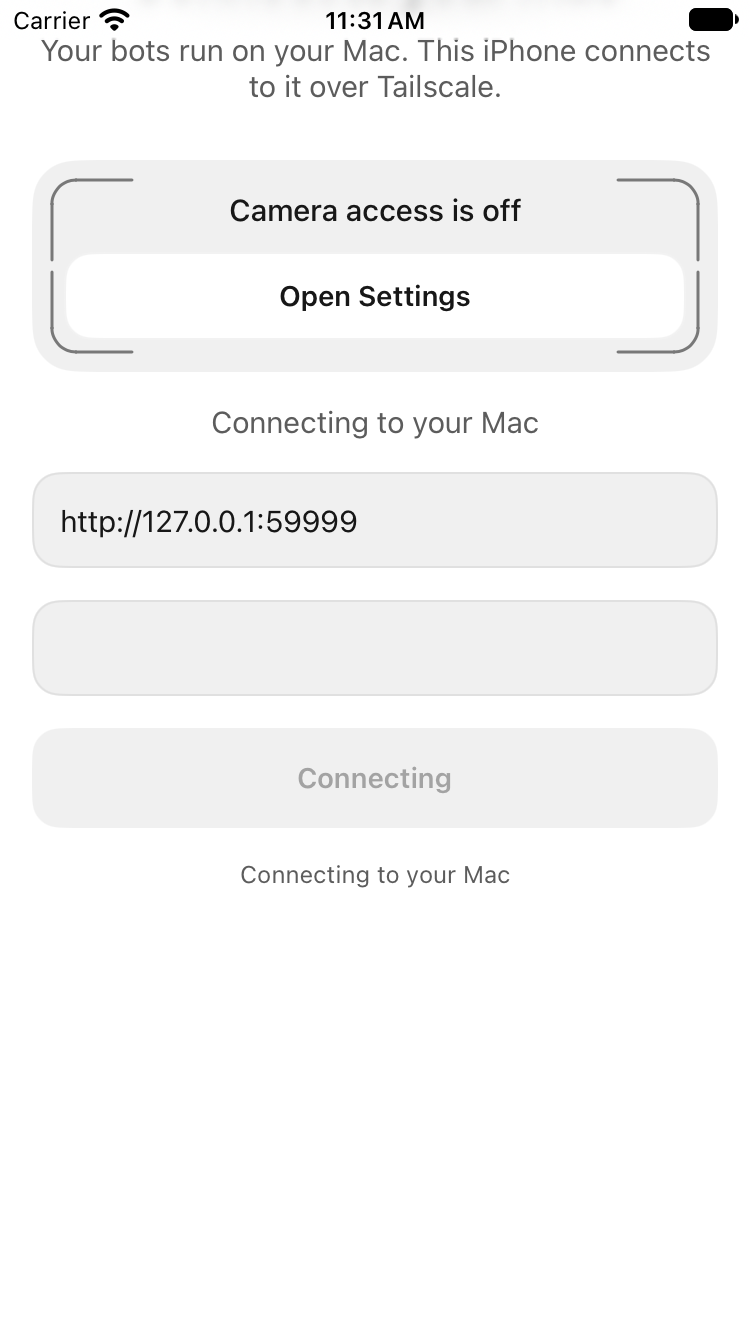 Carrier 11:31 AM
Your bots run on your Mac. This iPhone connects
to it over Tailscale.
Camera access is off
Open Settings
Connecting to your Mac
http://127.0.0.1:59999
Connecting
Connecting to your Mac